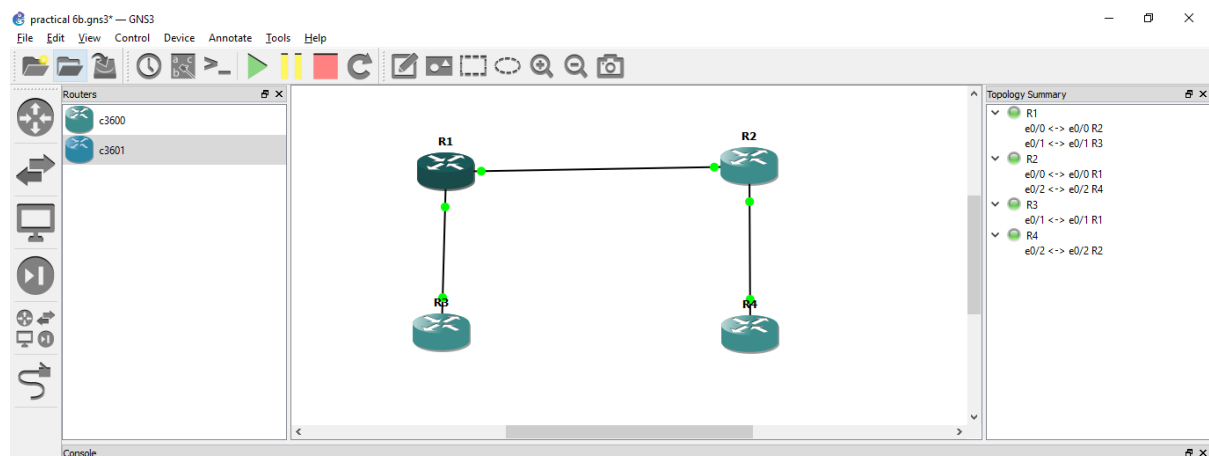 practical 6b.gns3* — GNS3
File Edit View Control Device Annotate Tools Help
Routers
c3600
c3601
R1
R2
R3
R4
Topology Summary
R1
e0/0 <-> e0/0 R2
e0/1 <-> e0/1 R3
R2
e0/0 <-> e0/0 R1
e0/2 <-> e0/2 R4
R3
e0/1 <-> e0/1 R1
R4
e0/2 <-> e0/2 R2
Console